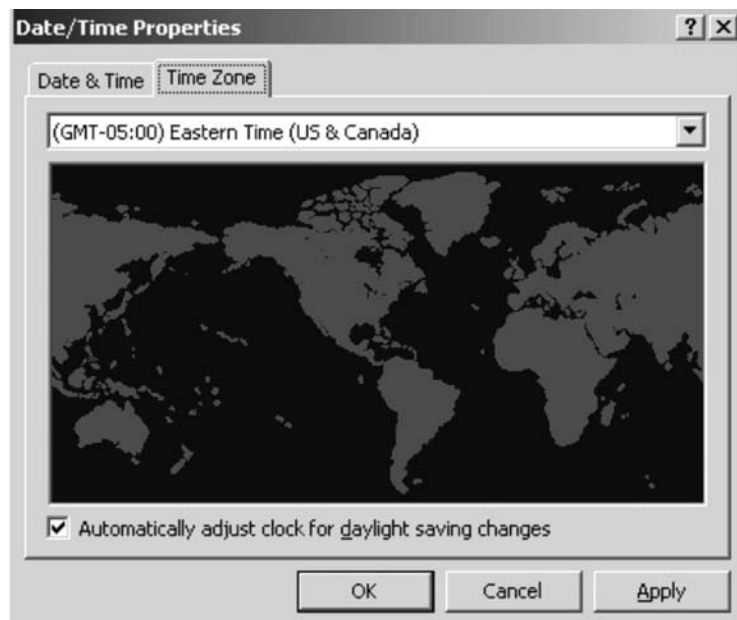 Date/Time Properties
Date & Time
Time Zone
(GMT-05:00) Eastern Time (US & Canada)
Automatically adjust clock for daylight saving changes
OK
Cancel
Apply